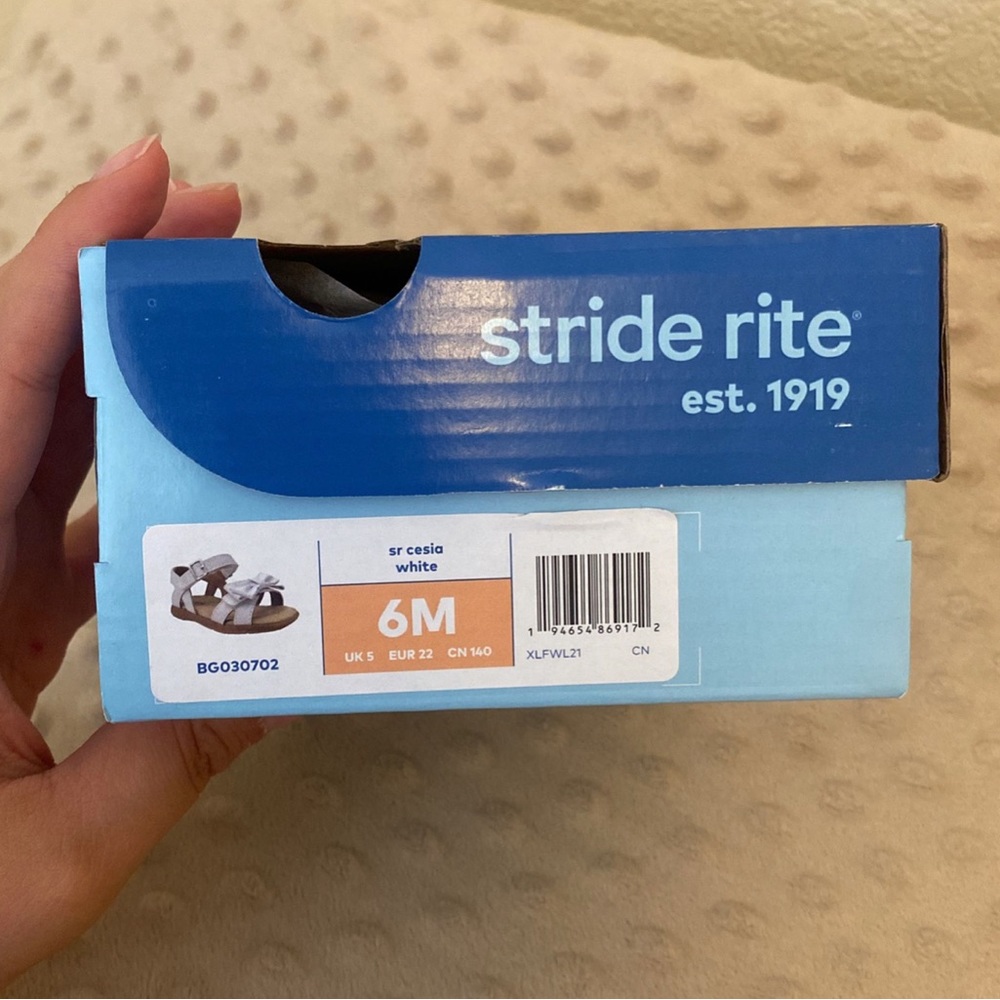 stride rite®
est. 1919
sr cesia
white
6M
UK 5 EUR 22 CN 140
BG030702
1 94654 86917 2
XLFWL21 CN